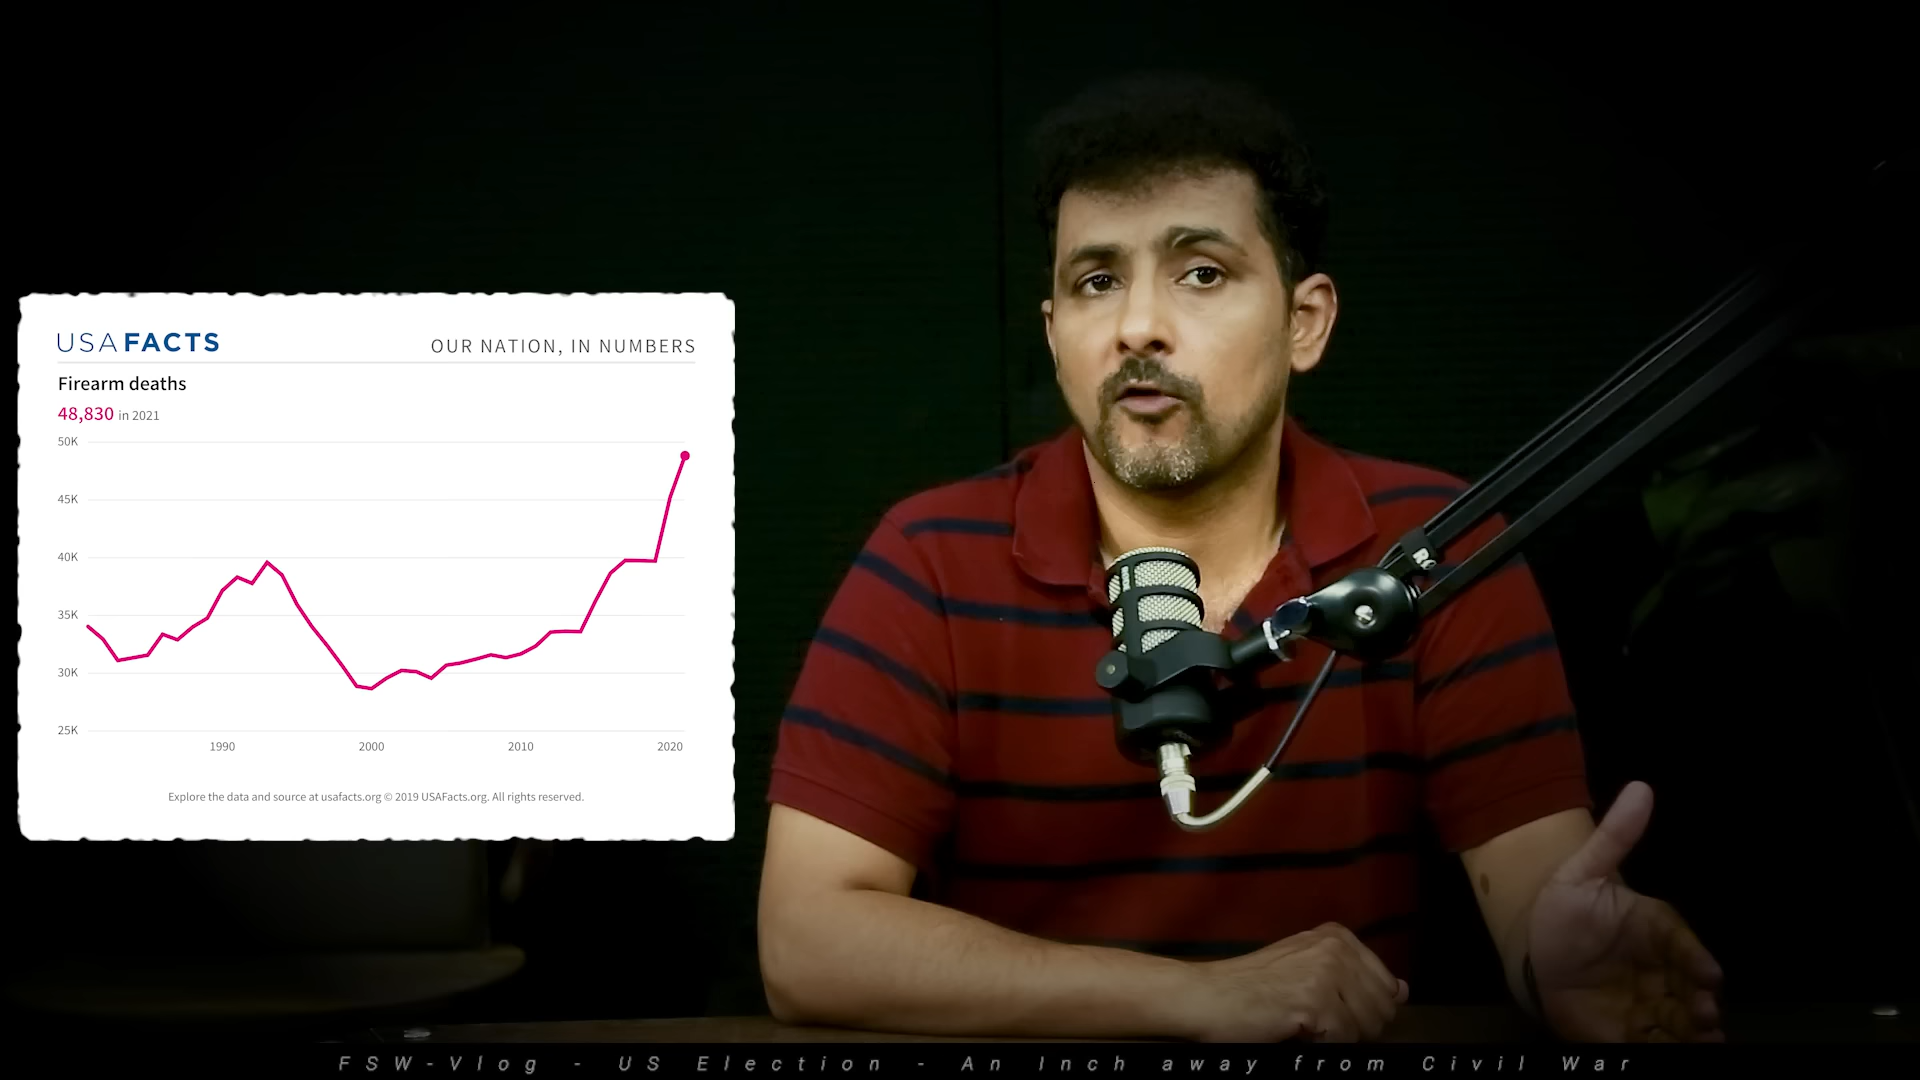 USAFACTS
OUR NATION, IN NUMBERS
Firearm deaths
48,830 in 2021
50K
45K
40K
35K
30K
25K
1990 2000 2010 2020
Explore the data and source at usafacts.org © 2019 USAFacts.org. All rights reserved.
FSW-Vlog - US Election - An Inch away from Civil War